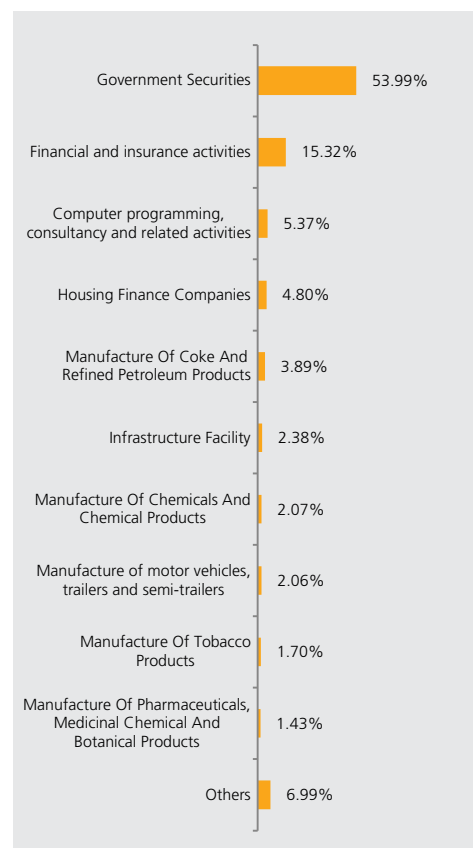 Government Securities 53.99%
Financial and insurance activities 15.32%
Computer programming,
consultancy and related activities 5.37%
Housing Finance Companies 4.80%
Manufacture Of Coke And
Refined Petroleum Products 3.89%
Infrastructure Facility 2.38%
Manufacture Of Chemicals And
Chemical Products 2.07%
Manufacture of motor vehicles,
trailers and semi-trailers 2.06%
Manufacture Of Tobacco
Products 1.70%
Manufacture Of Pharmaceuticals,
Medicinal Chemical And
Botanical Products 1.43%
Others 6.99%